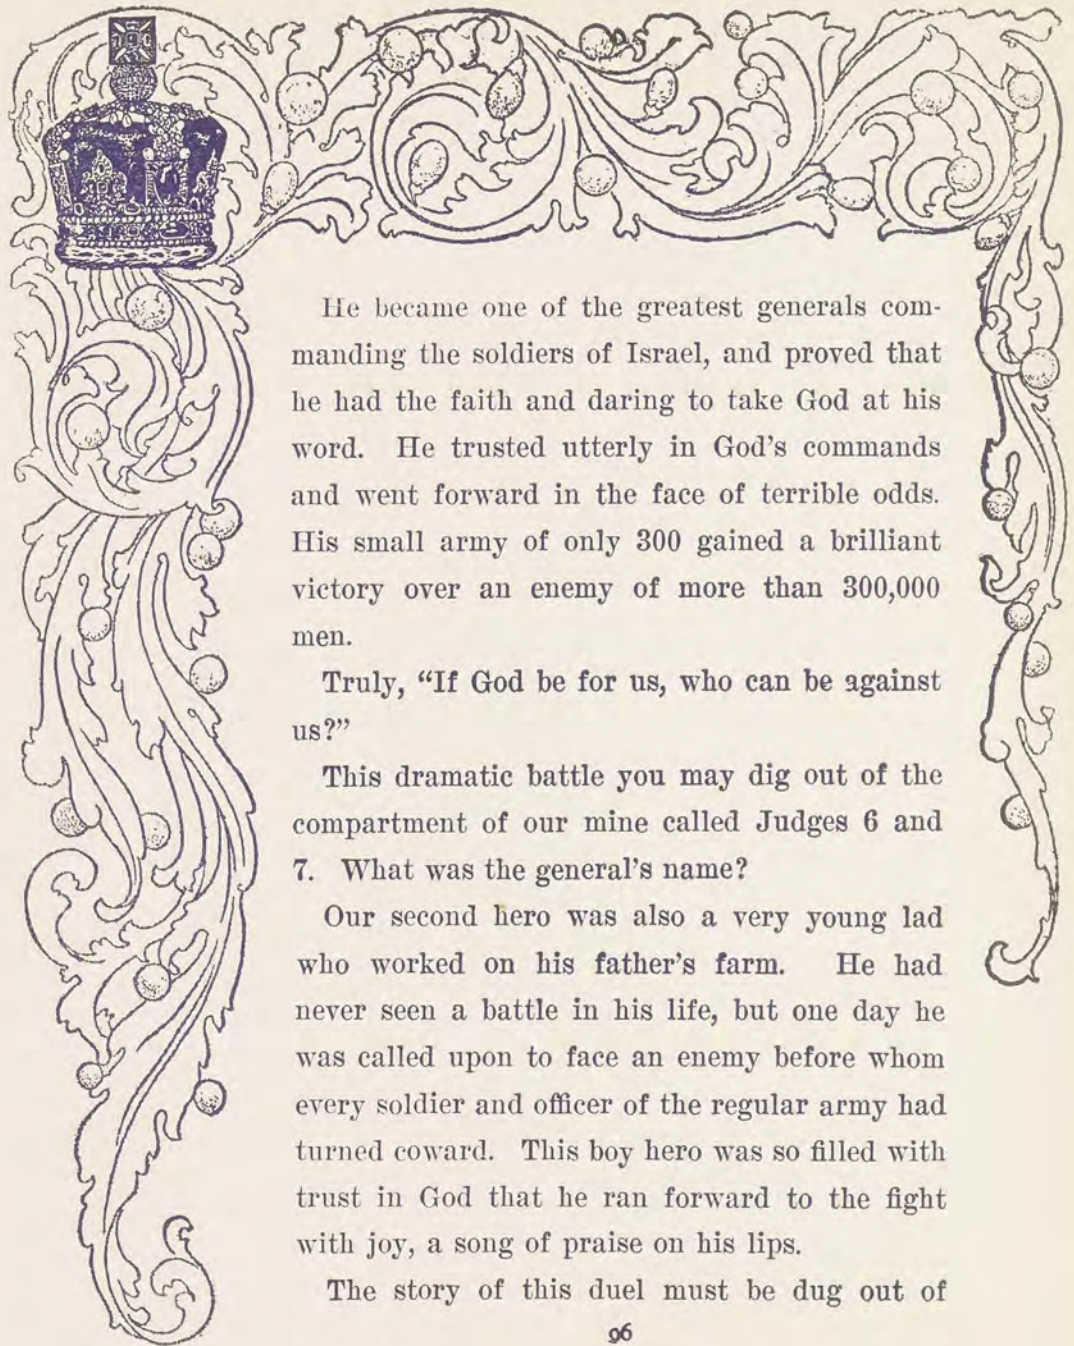 He became one of the greatest generals com-
manding the soldiers of Israel, and proved that
he had the faith and daring to take God at his
word. He trusted utterly in God's commands
and went forward in the face of terrible odds.
His small army of only 300 gained a brilliant
victory over an enemy of more than 300,000
men.
Truly, “If God be for us, who can be against
us?”
This dramatic battle you may dig out of the
compartment of our mine called Judges 6 and
7. What was the general's name?
Our second hero was also a very young lad
who worked on his father's farm. He had
never seen a battle in his life, but one day he
was called upon to face an enemy before whom
every soldier and officer of the regular army had
turned coward. This boy hero was so filled with
trust in God that he ran forward to the fight
with joy, a song of praise on his lips.
The story of this duel must be dug out of
96